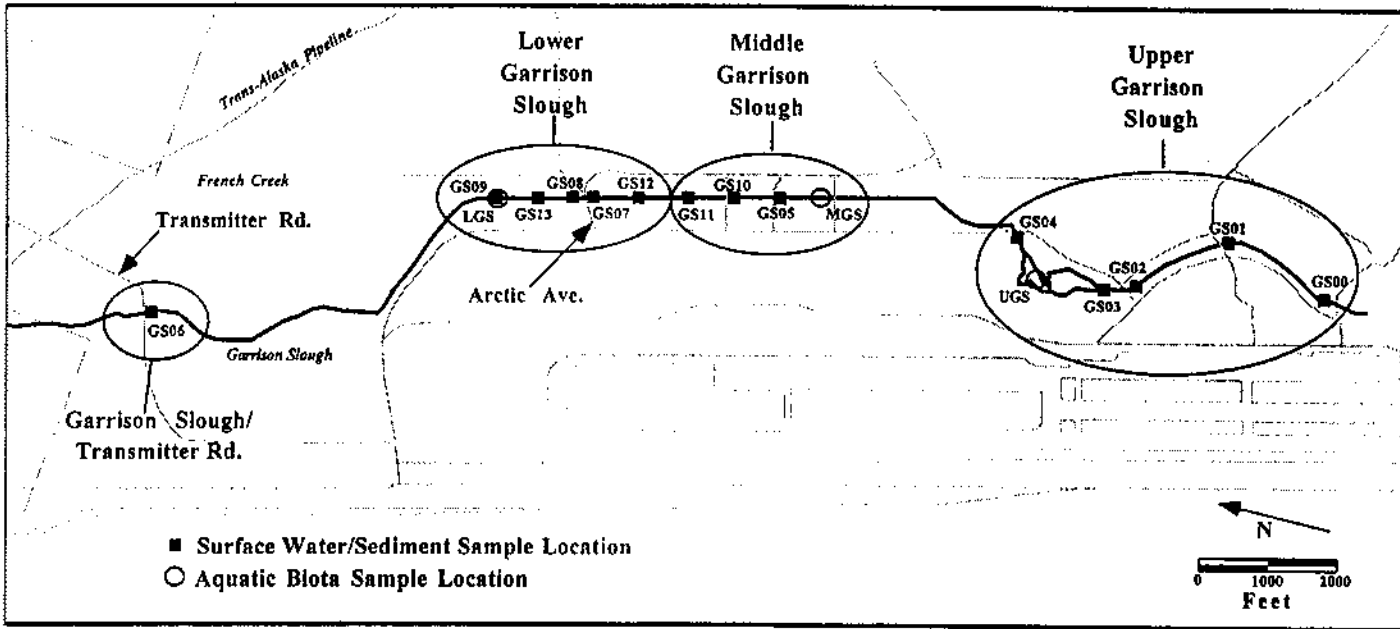 Trans-Alaska Pipeline
Lower
Garrison
Slough
Middle
Garrison
Slough
Upper
Garrison
Slough
French Creek
Transmitter Rd.
GS09
LGS
GS13
GS08
GS07
GS12
GS11
GS10
GS05
MGS
GS04
UGS
GS03
GS02
GS01
GS00
Arctic Ave.
GS06
Garrison Slough
Garrison Slough/
Transmitter Rd.
N
Surface Water/Sediment Sample Location
Aquatic Biota Sample Location
0 1000 2000
Feet